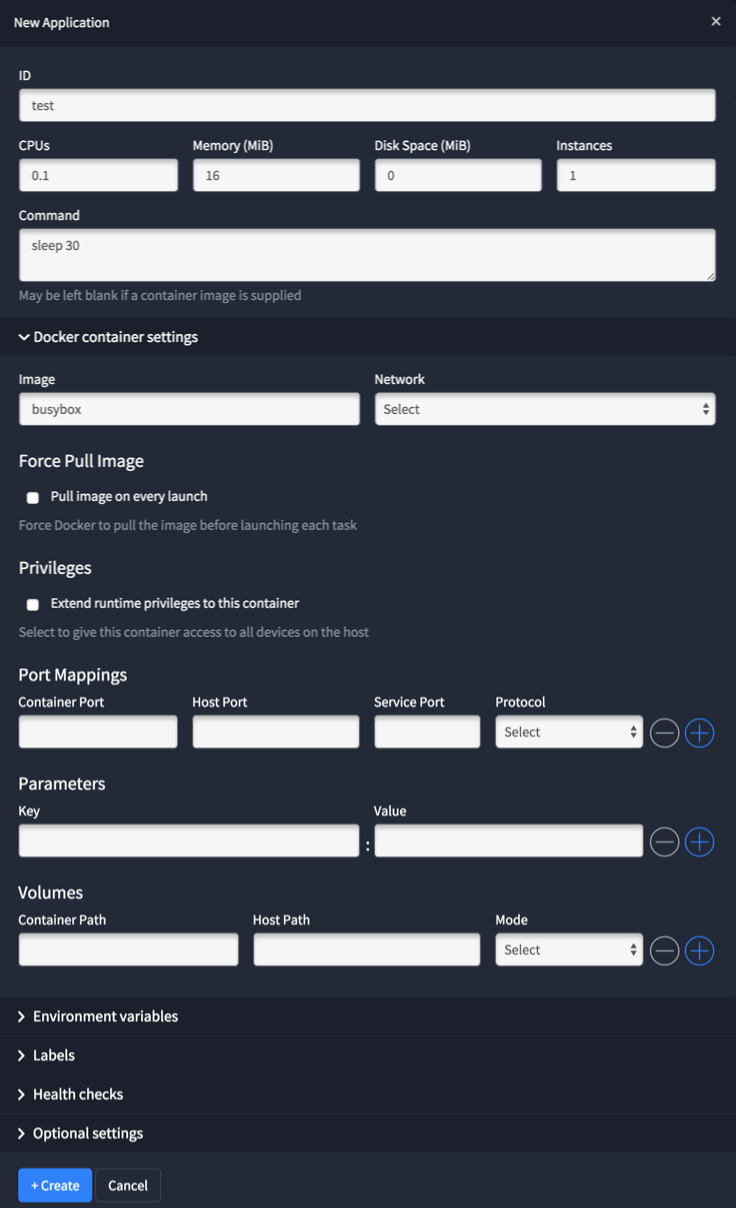 New Application ×
ID
test
CPUs Memory (MiB) Disk Space (MiB) Instances
0.1 16 0 1
Command
sleep 30
May be left blank if a container image is supplied
Docker container settings
Image Network
busybox Select
Force Pull Image
Pull image on every launch
Force Docker to pull the image before launching each task
Privileges
Extend runtime privileges to this container
Select to give this container access to all devices on the host
Port Mappings
Container Port Host Port Service Port Protocol
Select
Parameters
Key Value
:
Volumes
Container Path Host Path Mode
Select
Environment variables
Labels
Health checks
Optional settings
+ Create Cancel